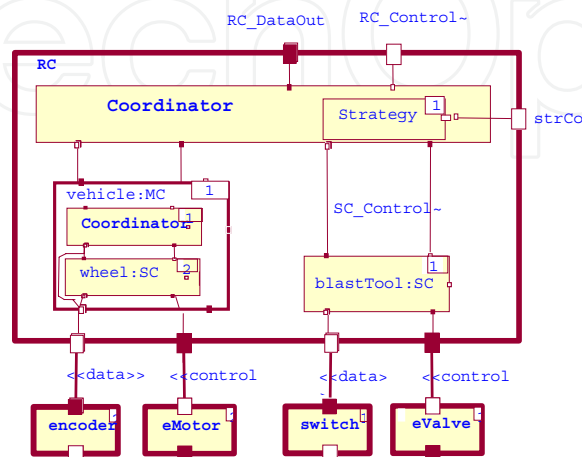 RC_DataOut
RC_Control~
RC
Coordinator
Strategy
1
strCo
vehicle:MC
1
Coordinator
1
SC_Control~
wheel:SC
2
blastTool:SC
1
<<data>>
<<control
<<data>
<<control
encoder
eMotor
switch
1
eValve